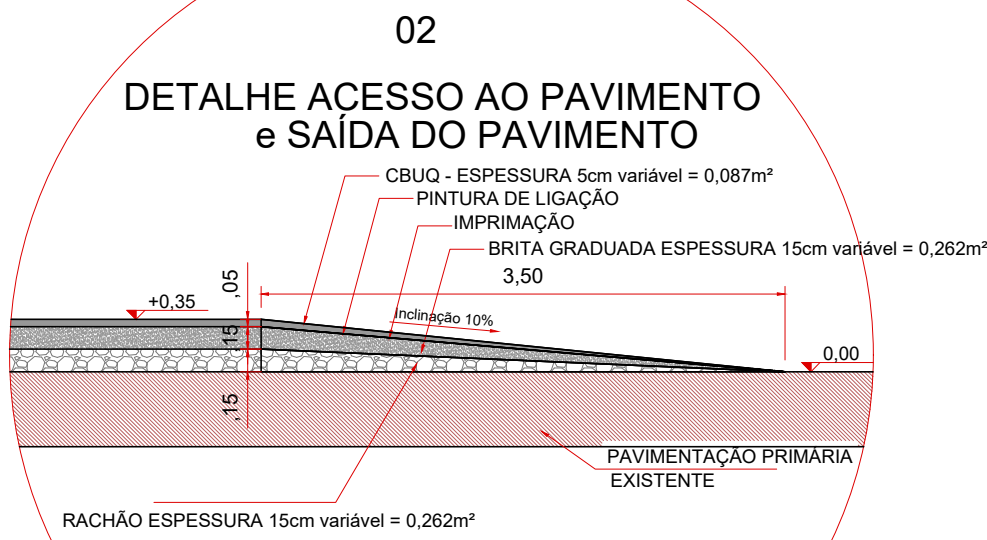 02
DETALHE ACESSO AO PAVIMENTO
e SAÍDA DO PAVIMENTO
CBUQ - ESPESSURA 5cm variável = 0,087m²
PINTURA DE LIGAÇÃO
IMPRIMAÇÃO
BRITA GRADUADA ESPESSURA 15cm variável = 0,262m²
3,50
,05
+0,35
Inclinação 10%
,15
0,00
,15
PAVIMENTAÇÃO PRIMÁRIA
EXISTENTE
RACHÃO ESPESSURA 15cm variável = 0,262m²